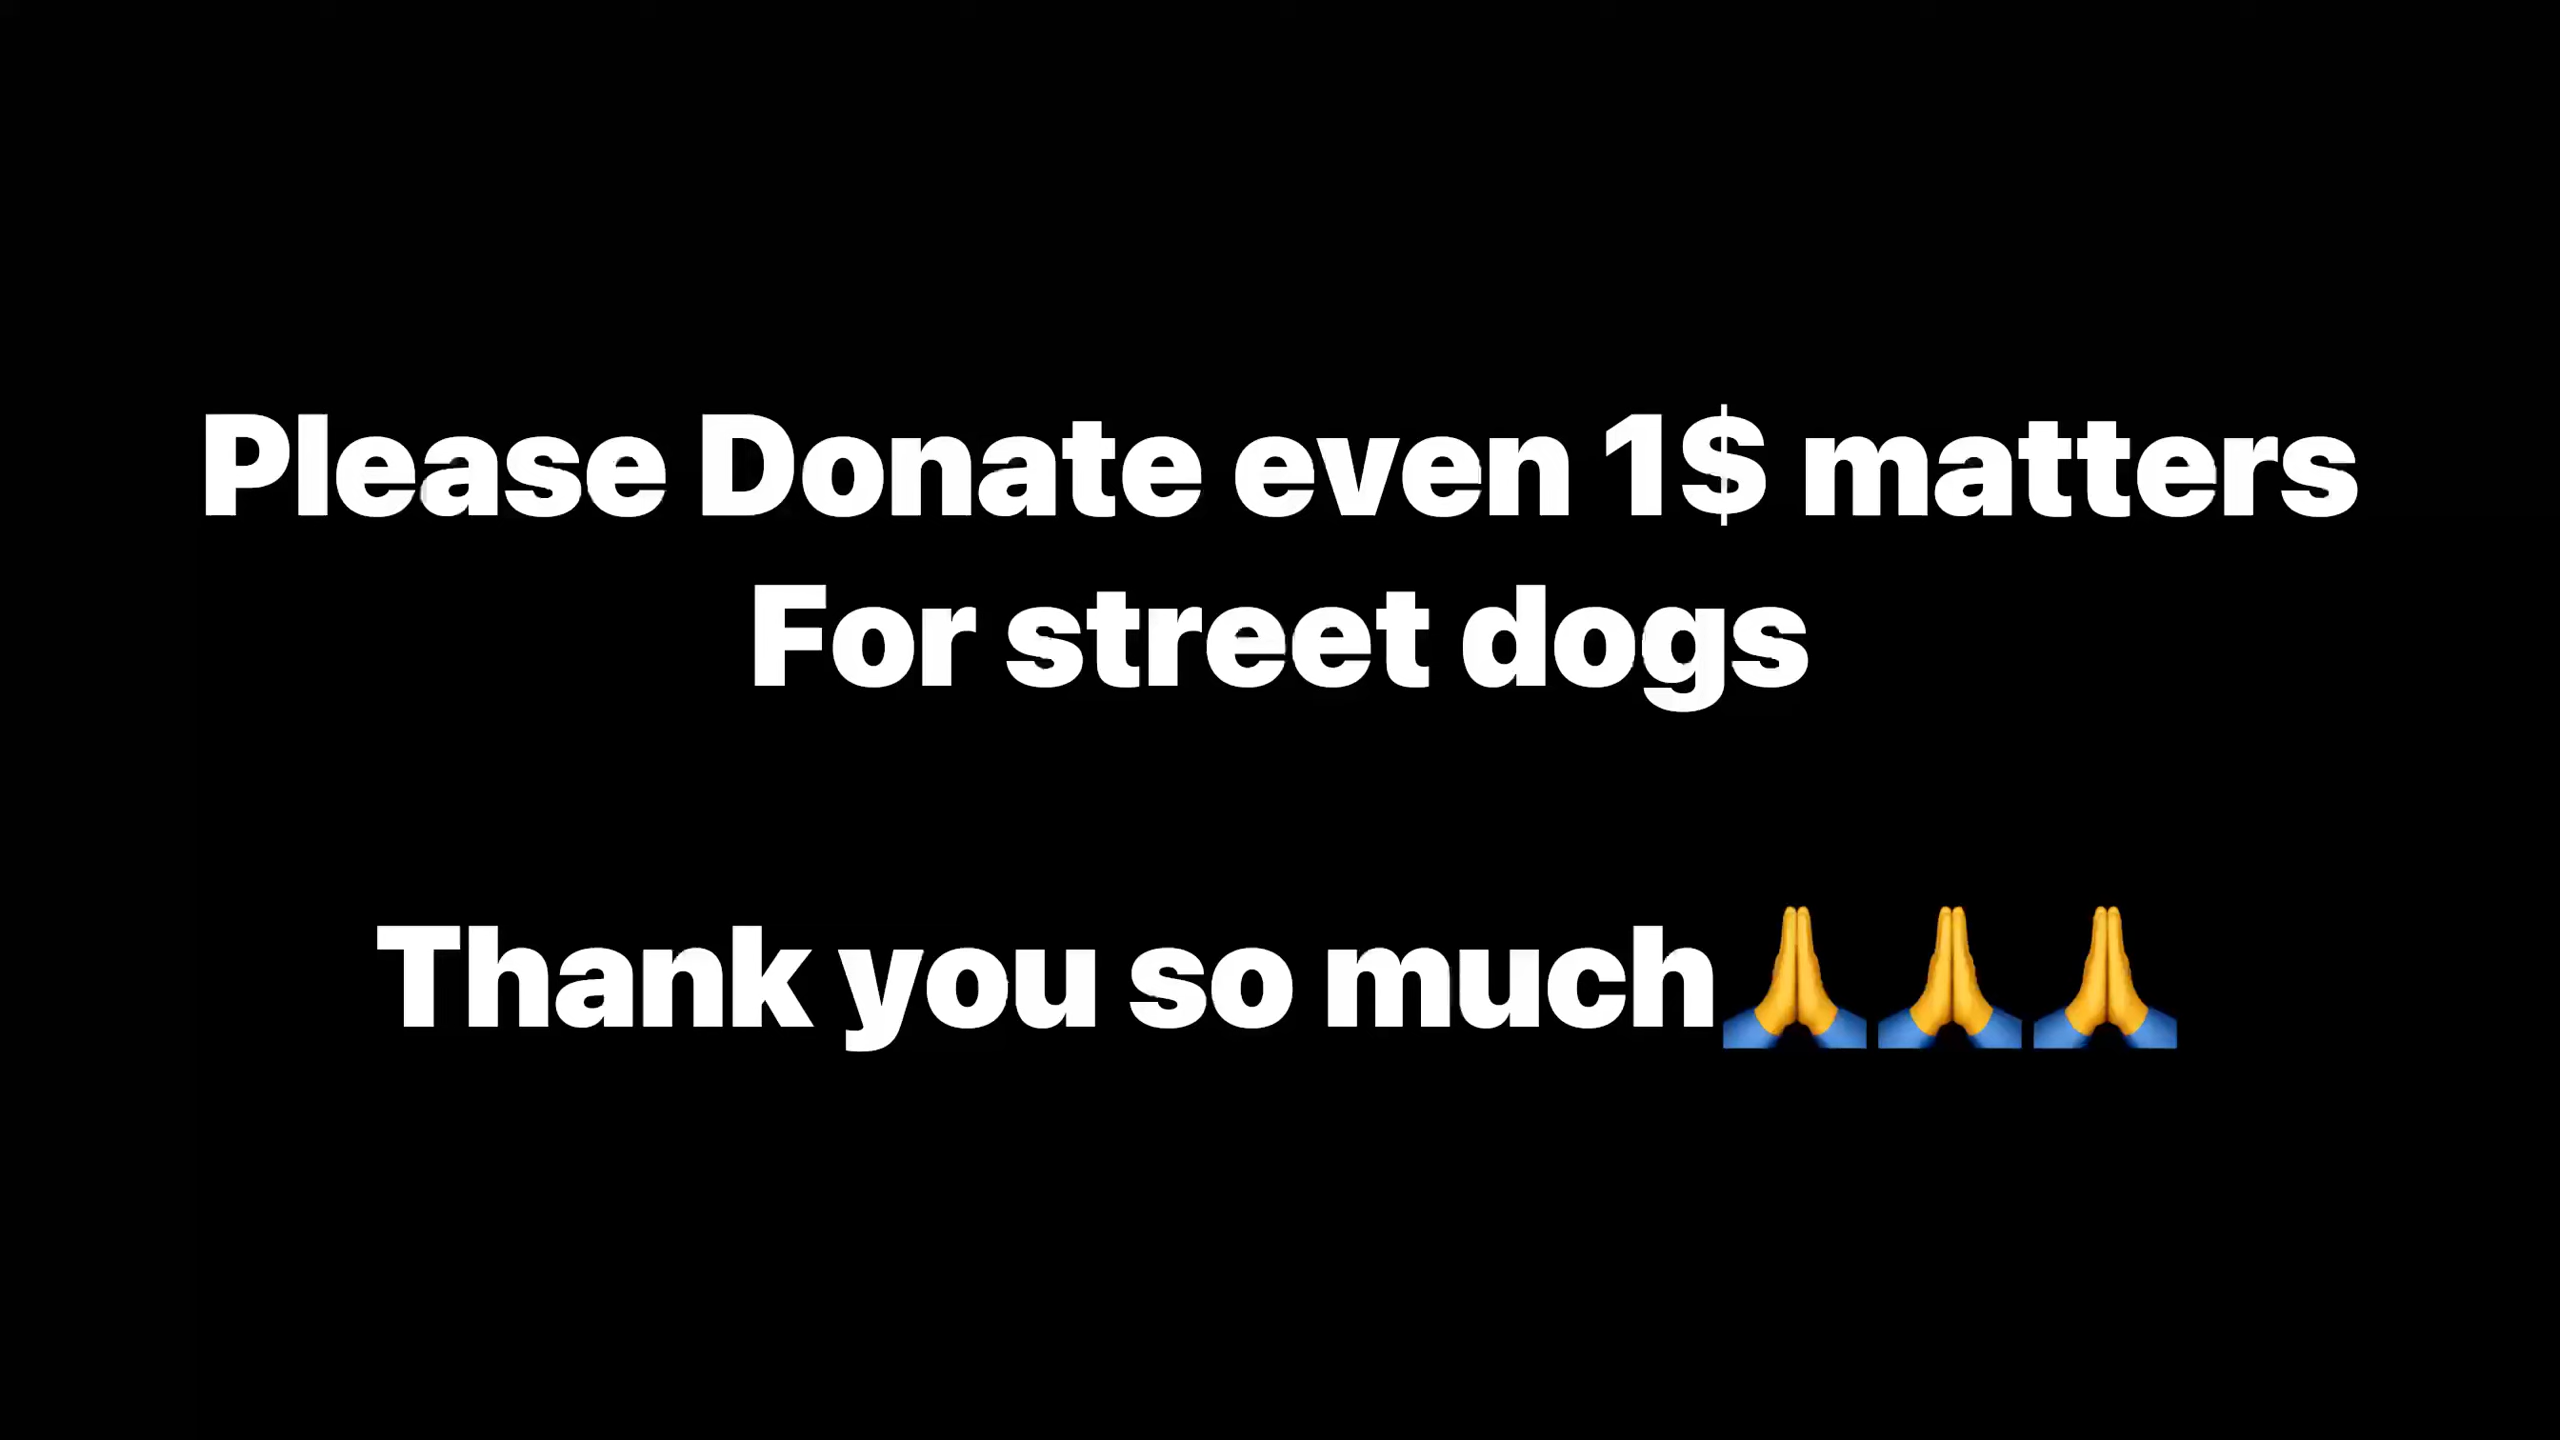 Please Donate even 1$ matters
For street dogs
Thank you so much🙏🙏🙏